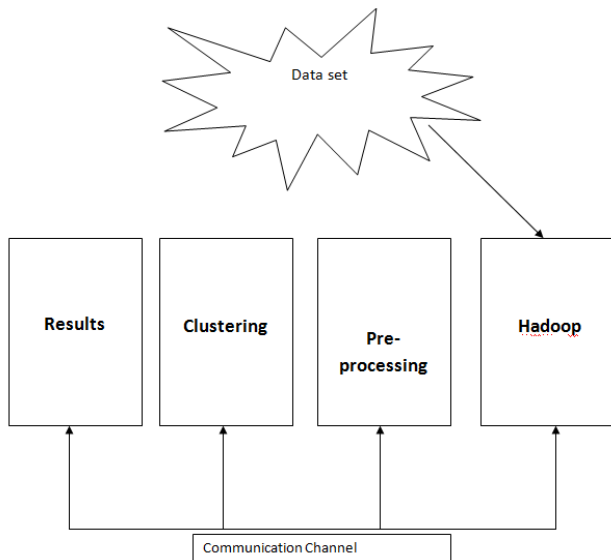 Data set
Results
Clustering
Pre-
processing
Hadoop
Communication Channel